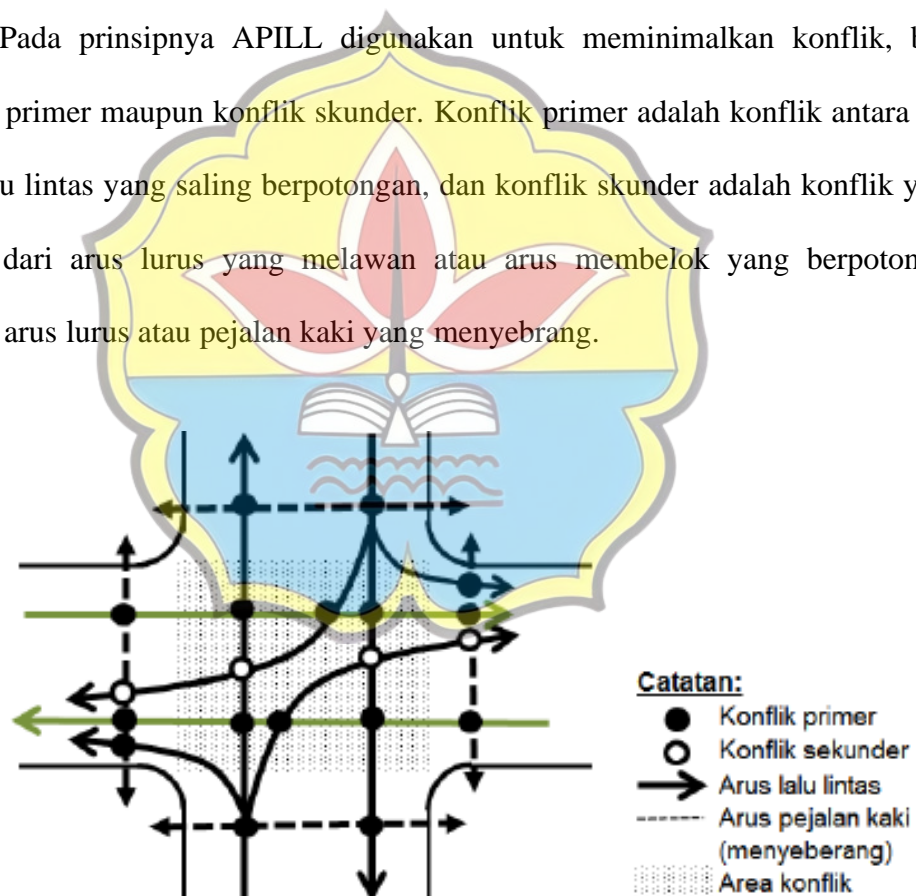 Pada prinsipnya APILL digunakan untuk meminimalkan konflik, b
primer maupun konflik skunder. Konflik primer adalah konflik antara
u lintas yang saling berpotongan, dan konflik skunder adalah konflik y
dari arus lurus yang melawan atau arus membelok yang berpoton
arus lurus atau pejalan kaki yang menyebrang.
Catatan:
Konflik primer
Konflik sekunder
Arus lalu lintas
Arus pejalan kaki
(menyeberang)
Area konflik